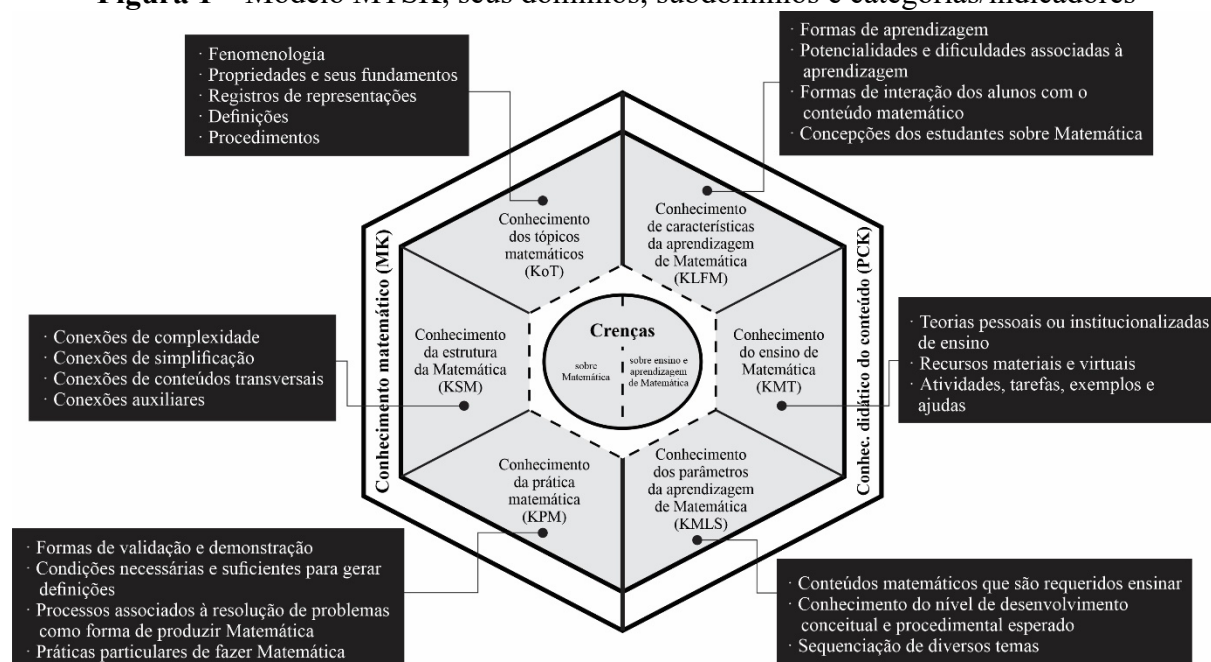 Figura 1 – Modelo MTSK, seus domínios, subdomínios e categorias/indicadores
· Fenomenologia
· Propriedades e seus fundamentos
· Registros de representações
· Definições
· Procedimentos
· Formas de aprendizagem
· Potencialidades e dificuldades associadas à
aprendizagem
· Formas de interação dos alunos com o
conteúdo matemático
· Concepções dos estudantes sobre Matemática
Conhecimento
dos tópicos
matemáticos
(KoT)
Conhecimento
de características
da aprendizagem
de Matemática
(KLFM)
Conhecimento matemático (MK)
Conhec. didático do conteúdo (PCK)
· Conexões de complexidade
· Conexões de simplificação
· Conexões de conteúdos transversais
· Conexões auxiliares
Conhecimento
da estrutura
da Matemática
(KSM)
Crenças
sobre
Matemática
sobre ensino e
aprendizagem
de Matemática
Conhecimento
do ensino de
Matemática
(KMT)
· Teorias pessoais ou institucionalizadas
de ensino
· Recursos materiais e virtuais
· Atividades, tarefas, exemplos e
ajudas
Conhecimento
da prática
matemática
(KPM)
Conhecimento
dos parâmetros
da aprendizagem
de Matemática
(KMLS)
· Formas de validação e demonstração
· Condições necessárias e suficientes para gerar
definições
· Processos associados à resolução de problemas
como forma de produzir Matemática
· Práticas particulares de fazer Matemática
· Conteúdos matemáticos que são requeridos ensinar
· Conhecimento do nível de desenvolvimento
conceitual e procedimental esperado
· Sequenciação de diversos temas